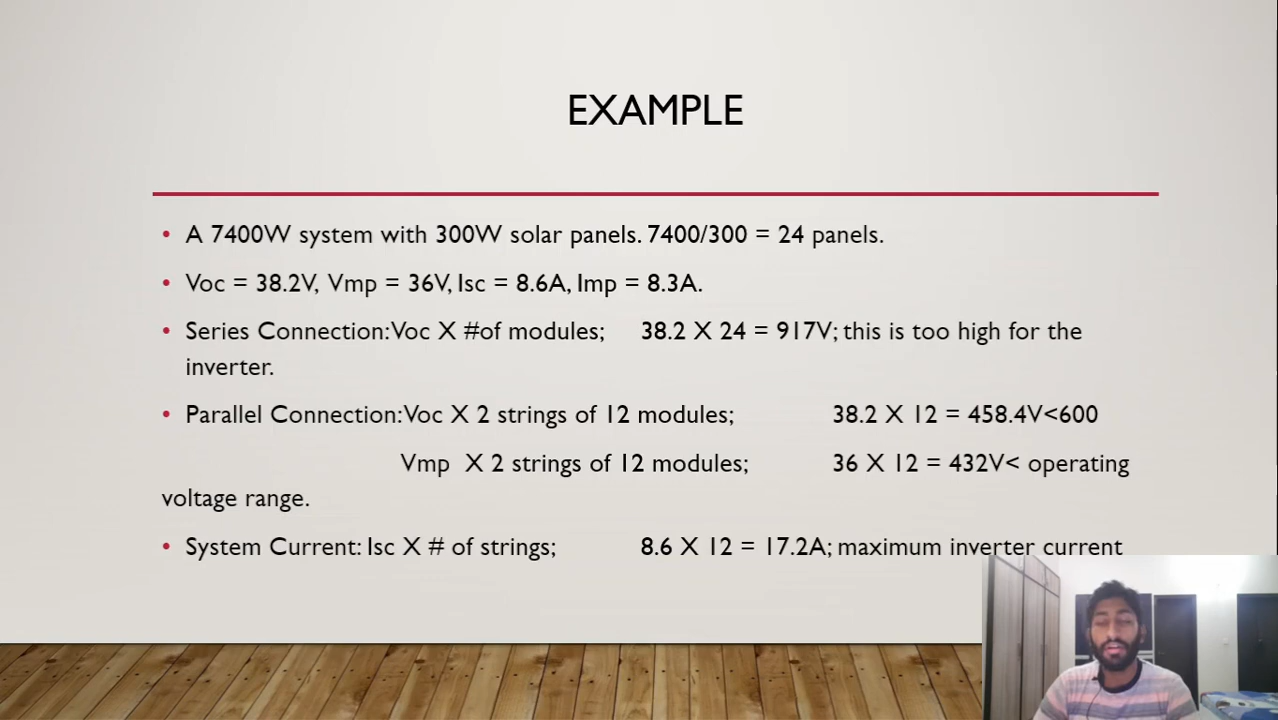 EXAMPLE
• A 7400W system with 300W solar panels. 7400/300 = 24 panels.
• Voc = 38.2V, Vmp = 36V, Isc = 8.6A, Imp = 8.3A.
• Series Connection: Voc X #of modules; 38.2 X 24 = 917V; this is too high for the
inverter.
• Parallel Connection: Voc X 2 strings of 12 modules; 38.2 X 12 = 458.4V<600
Vmp X 2 strings of 12 modules; 36 X 12 = 432V< operating
voltage range.
• System Current: Isc X # of strings; 8.6 X 12 = 17.2A; maximum inverter current